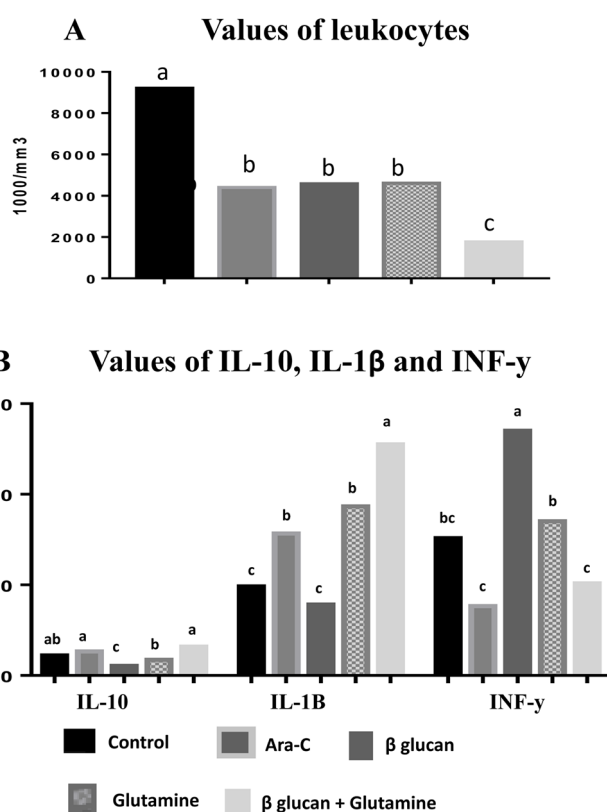 A Values of leukocytes
10000
8000
6000
4000
2000
0
1000/mm3
a
b
b
b
c
B Values of IL-10, IL-1β and INF-y
0
0
0
0
ab a c b a
c b c b a
bc c a b c
IL-10 IL-1B INF-y
Control Ara-C β glucan
Glutamine β glucan + Glutamine